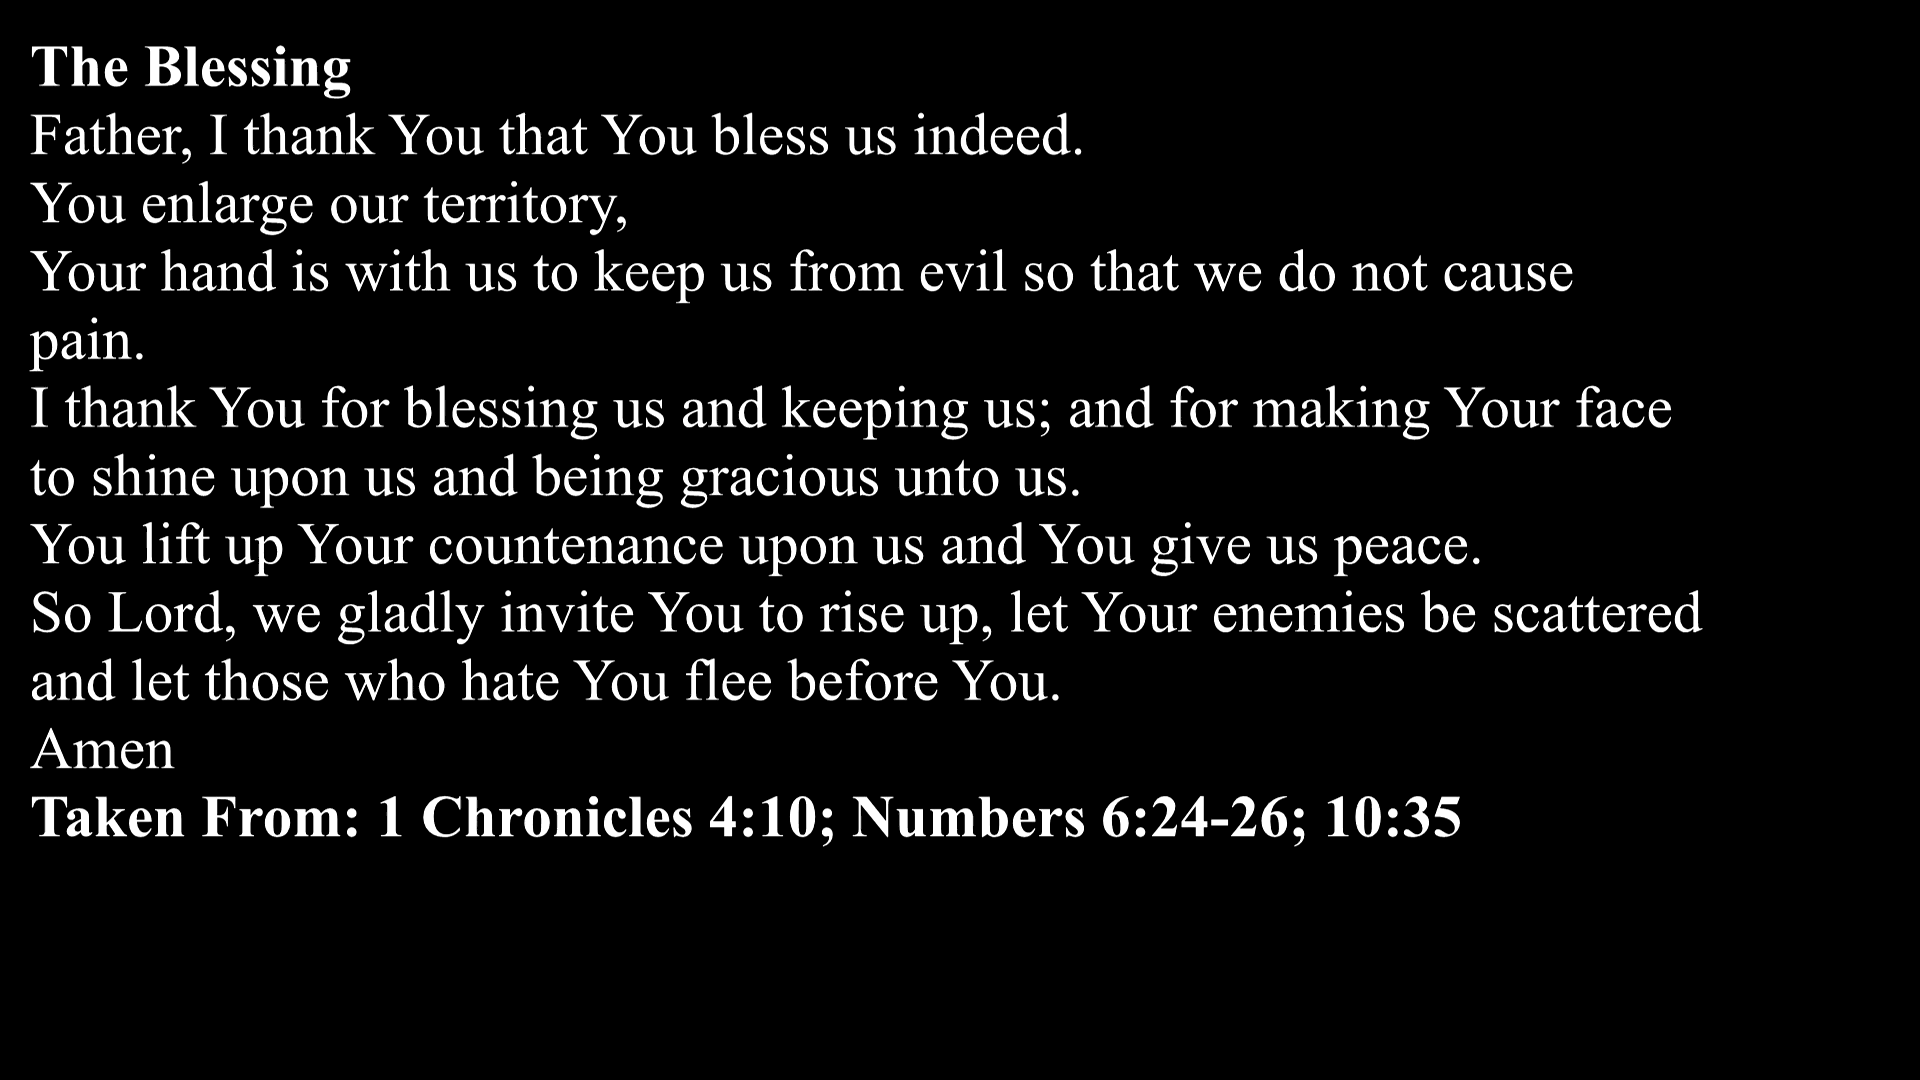 The Blessing
Father, I thank You that You bless us indeed.
You enlarge our territory,
Your hand is with us to keep us from evil so that we do not cause
pain.
I thank You for blessing us and keeping us; and for making Your face
to shine upon us and being gracious unto us.
You lift up Your countenance upon us and You give us peace.
So Lord, we gladly invite You to rise up, let Your enemies be scattered
and let those who hate You flee before You.
Amen
Taken From: 1 Chronicles 4:10; Numbers 6:24-26; 10:35